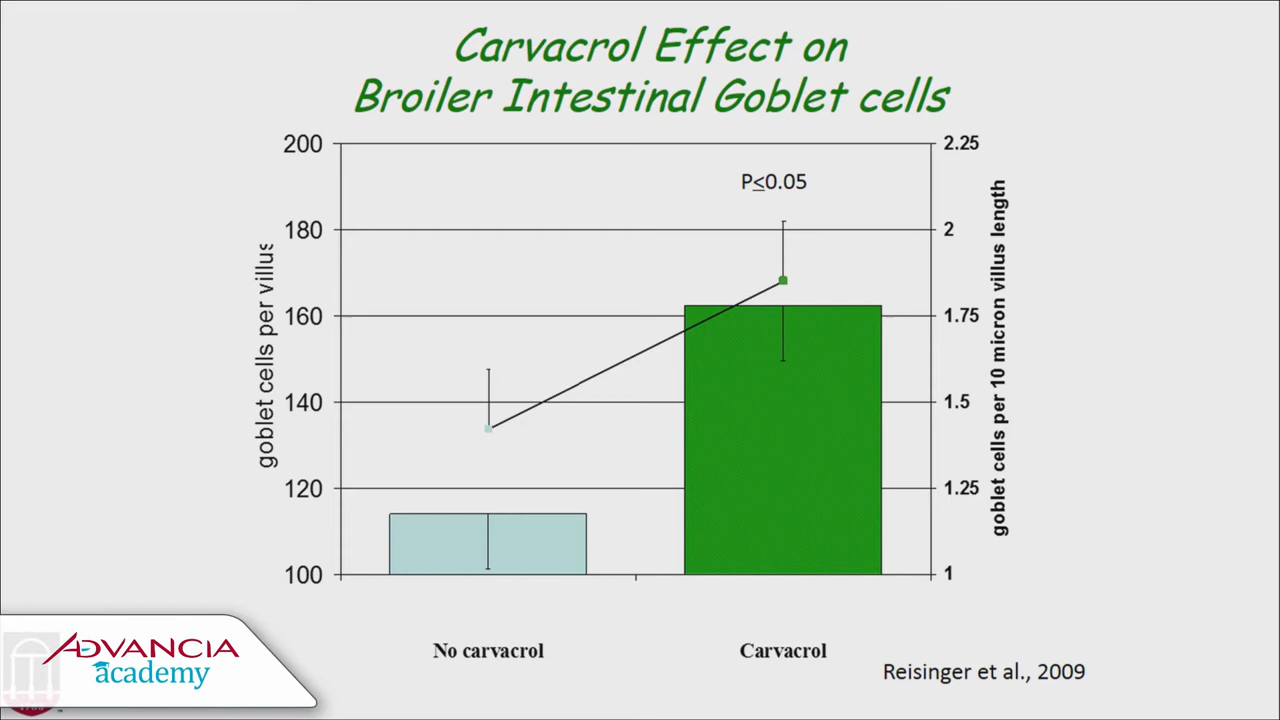 Carvacrol Effect on
Broiler Intestinal Goblet cells
200
180
160
140
120
100
goblet cells per villus
P≤0.05
2.25
2
1.75
1.5
1.25
1
goblet cells per 10 micron villus length
No carvacrol
Carvacrol
Reisinger et al., 2009
ADVANCIA
academy
1785